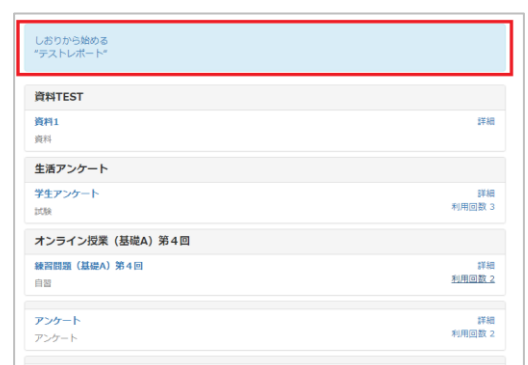 しおりから始める
“テストレポート”
資料TEST
資料1 詳細
資料
生活アンケート
学生アンケート 詳細
試験 利用回数 3
オンライン授業（基礎A）第４回
練習問題（基礎A）第４回 詳細
自習 利用回数 2
アンケート 詳細
アンケート 利用回数 2